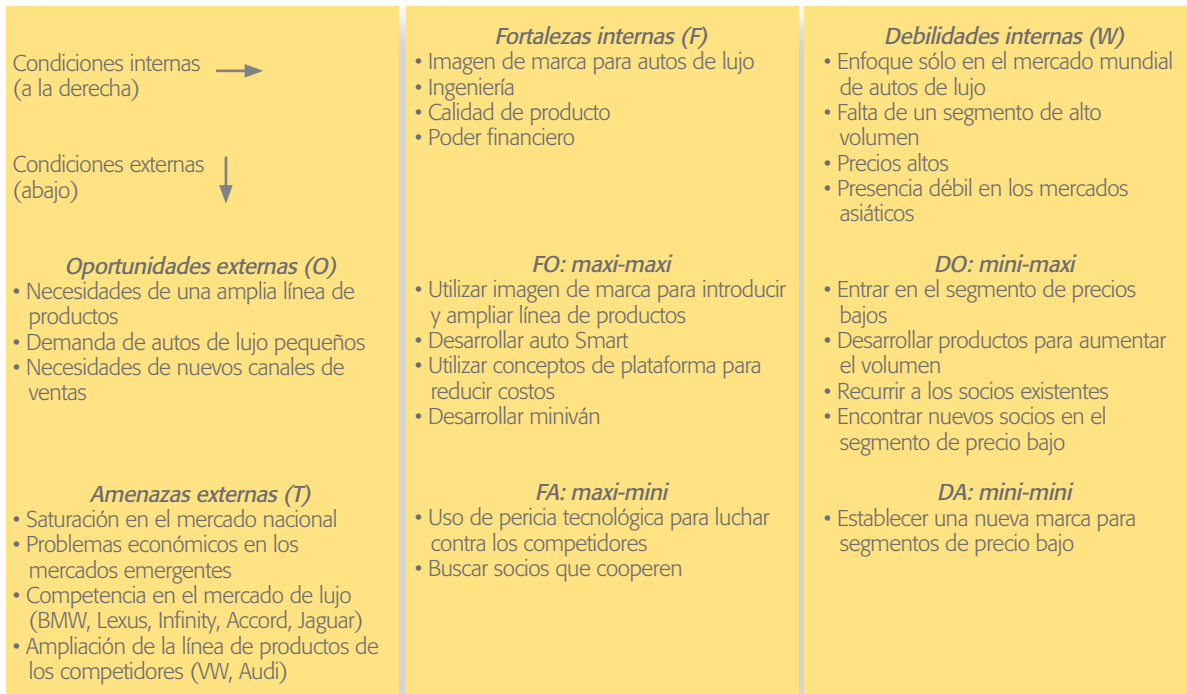 Condiciones internas
(a la derecha)
Condiciones externas
(abajo)
Fortalezas internas (F)
• Imagen de marca para autos de lujo
• Ingeniería
• Calidad de producto
• Poder financiero
Debilidades internas (W)
• Enfoque sólo en el mercado mundial
de autos de lujo
• Falta de un segmento de alto
volumen
• Precios altos
• Presencia débil en los mercados
asiáticos
Oportunidades externas (O)
• Necesidades de una amplia línea de
productos
• Demanda de autos de lujo pequeños
• Necesidades de nuevos canales de
ventas
FO: maxi-maxi
• Utilizar imagen de marca para introducir
y ampliar línea de productos
• Desarrollar auto Smart
• Utilizar conceptos de plataforma para
reducir costos
• Desarrollar miniván
DO: mini-maxi
• Entrar en el segmento de precios
bajos
• Desarrollar productos para aumentar
el volumen
• Recurrir a los socios existentes
• Encontrar nuevos socios en el
segmento de precio bajo
Amenazas externas (T)
• Saturación en el mercado nacional
• Problemas económicos en los
mercados emergentes
• Competencia en el mercado de lujo
(BMW, Lexus, Infinity, Accord, Jaguar)
• Ampliación de la línea de productos de
los competidores (VW, Audi)
FA: maxi-mini
• Uso de pericia tecnológica para luchar
contra los competidores
• Buscar socios que cooperen
DA: mini-mini
• Establecer una nueva marca para
segmentos de precio bajo